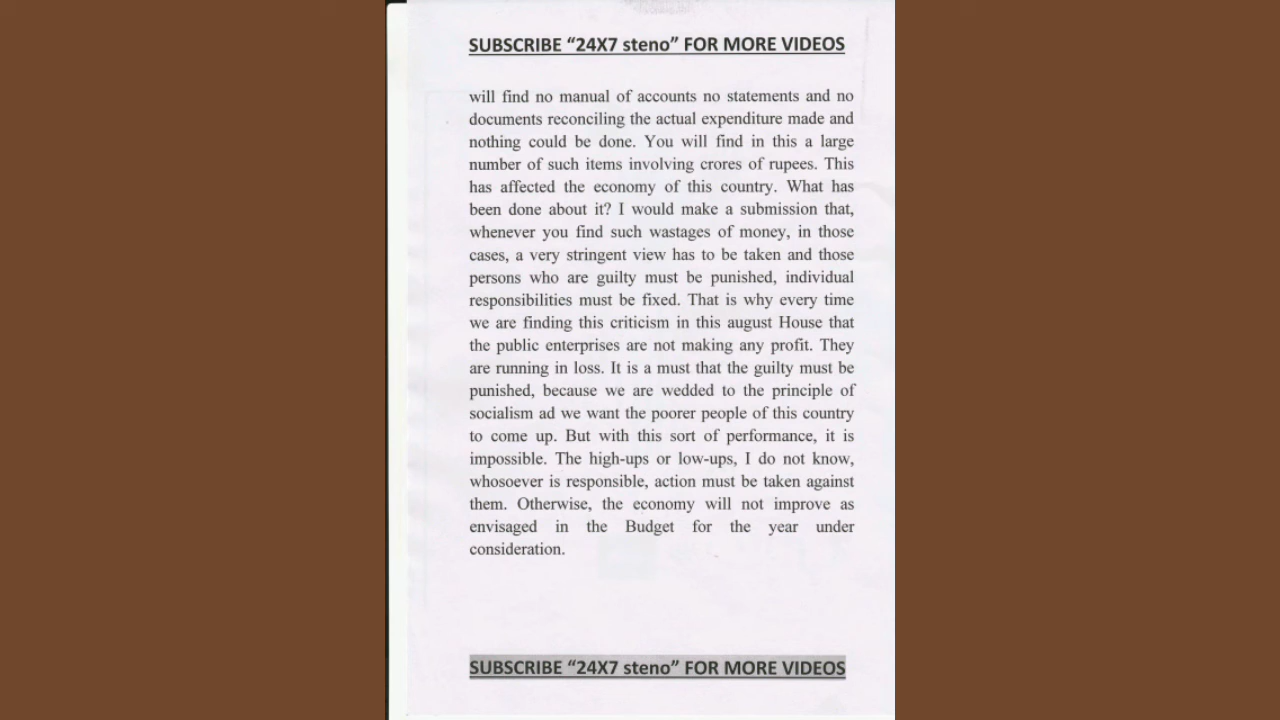 SUBSCRIBE “24X7 steno” FOR MORE VIDEOS
will find no manual of accounts no statements and no
documents reconciling the actual expenditure made and
nothing could be done. You will find in this a large
number of such items involving crores of rupees. This
has affected the economy of this country. What has
been done about it? I would make a submission that,
whenever you find such wastages of money, in those
cases, a very stringent view has to be taken and those
persons who are guilty must be punished, individual
responsibilities must be fixed. That is why every time
we are finding this criticism in this august House that
the public enterprises are not making any profit. They
are running in loss. It is a must that the guilty must be
punished, because we are wedded to the principle of
socialism ad we want the poorer people of this country
to come up. But with this sort of performance, it is
impossible. The high-ups or low-ups, I do not know,
whosoever is responsible, action must be taken against
them. Otherwise, the economy will not improve as
envisaged in the Budget for the year under
consideration.
SUBSCRIBE “24X7 steno” FOR MORE VIDEOS